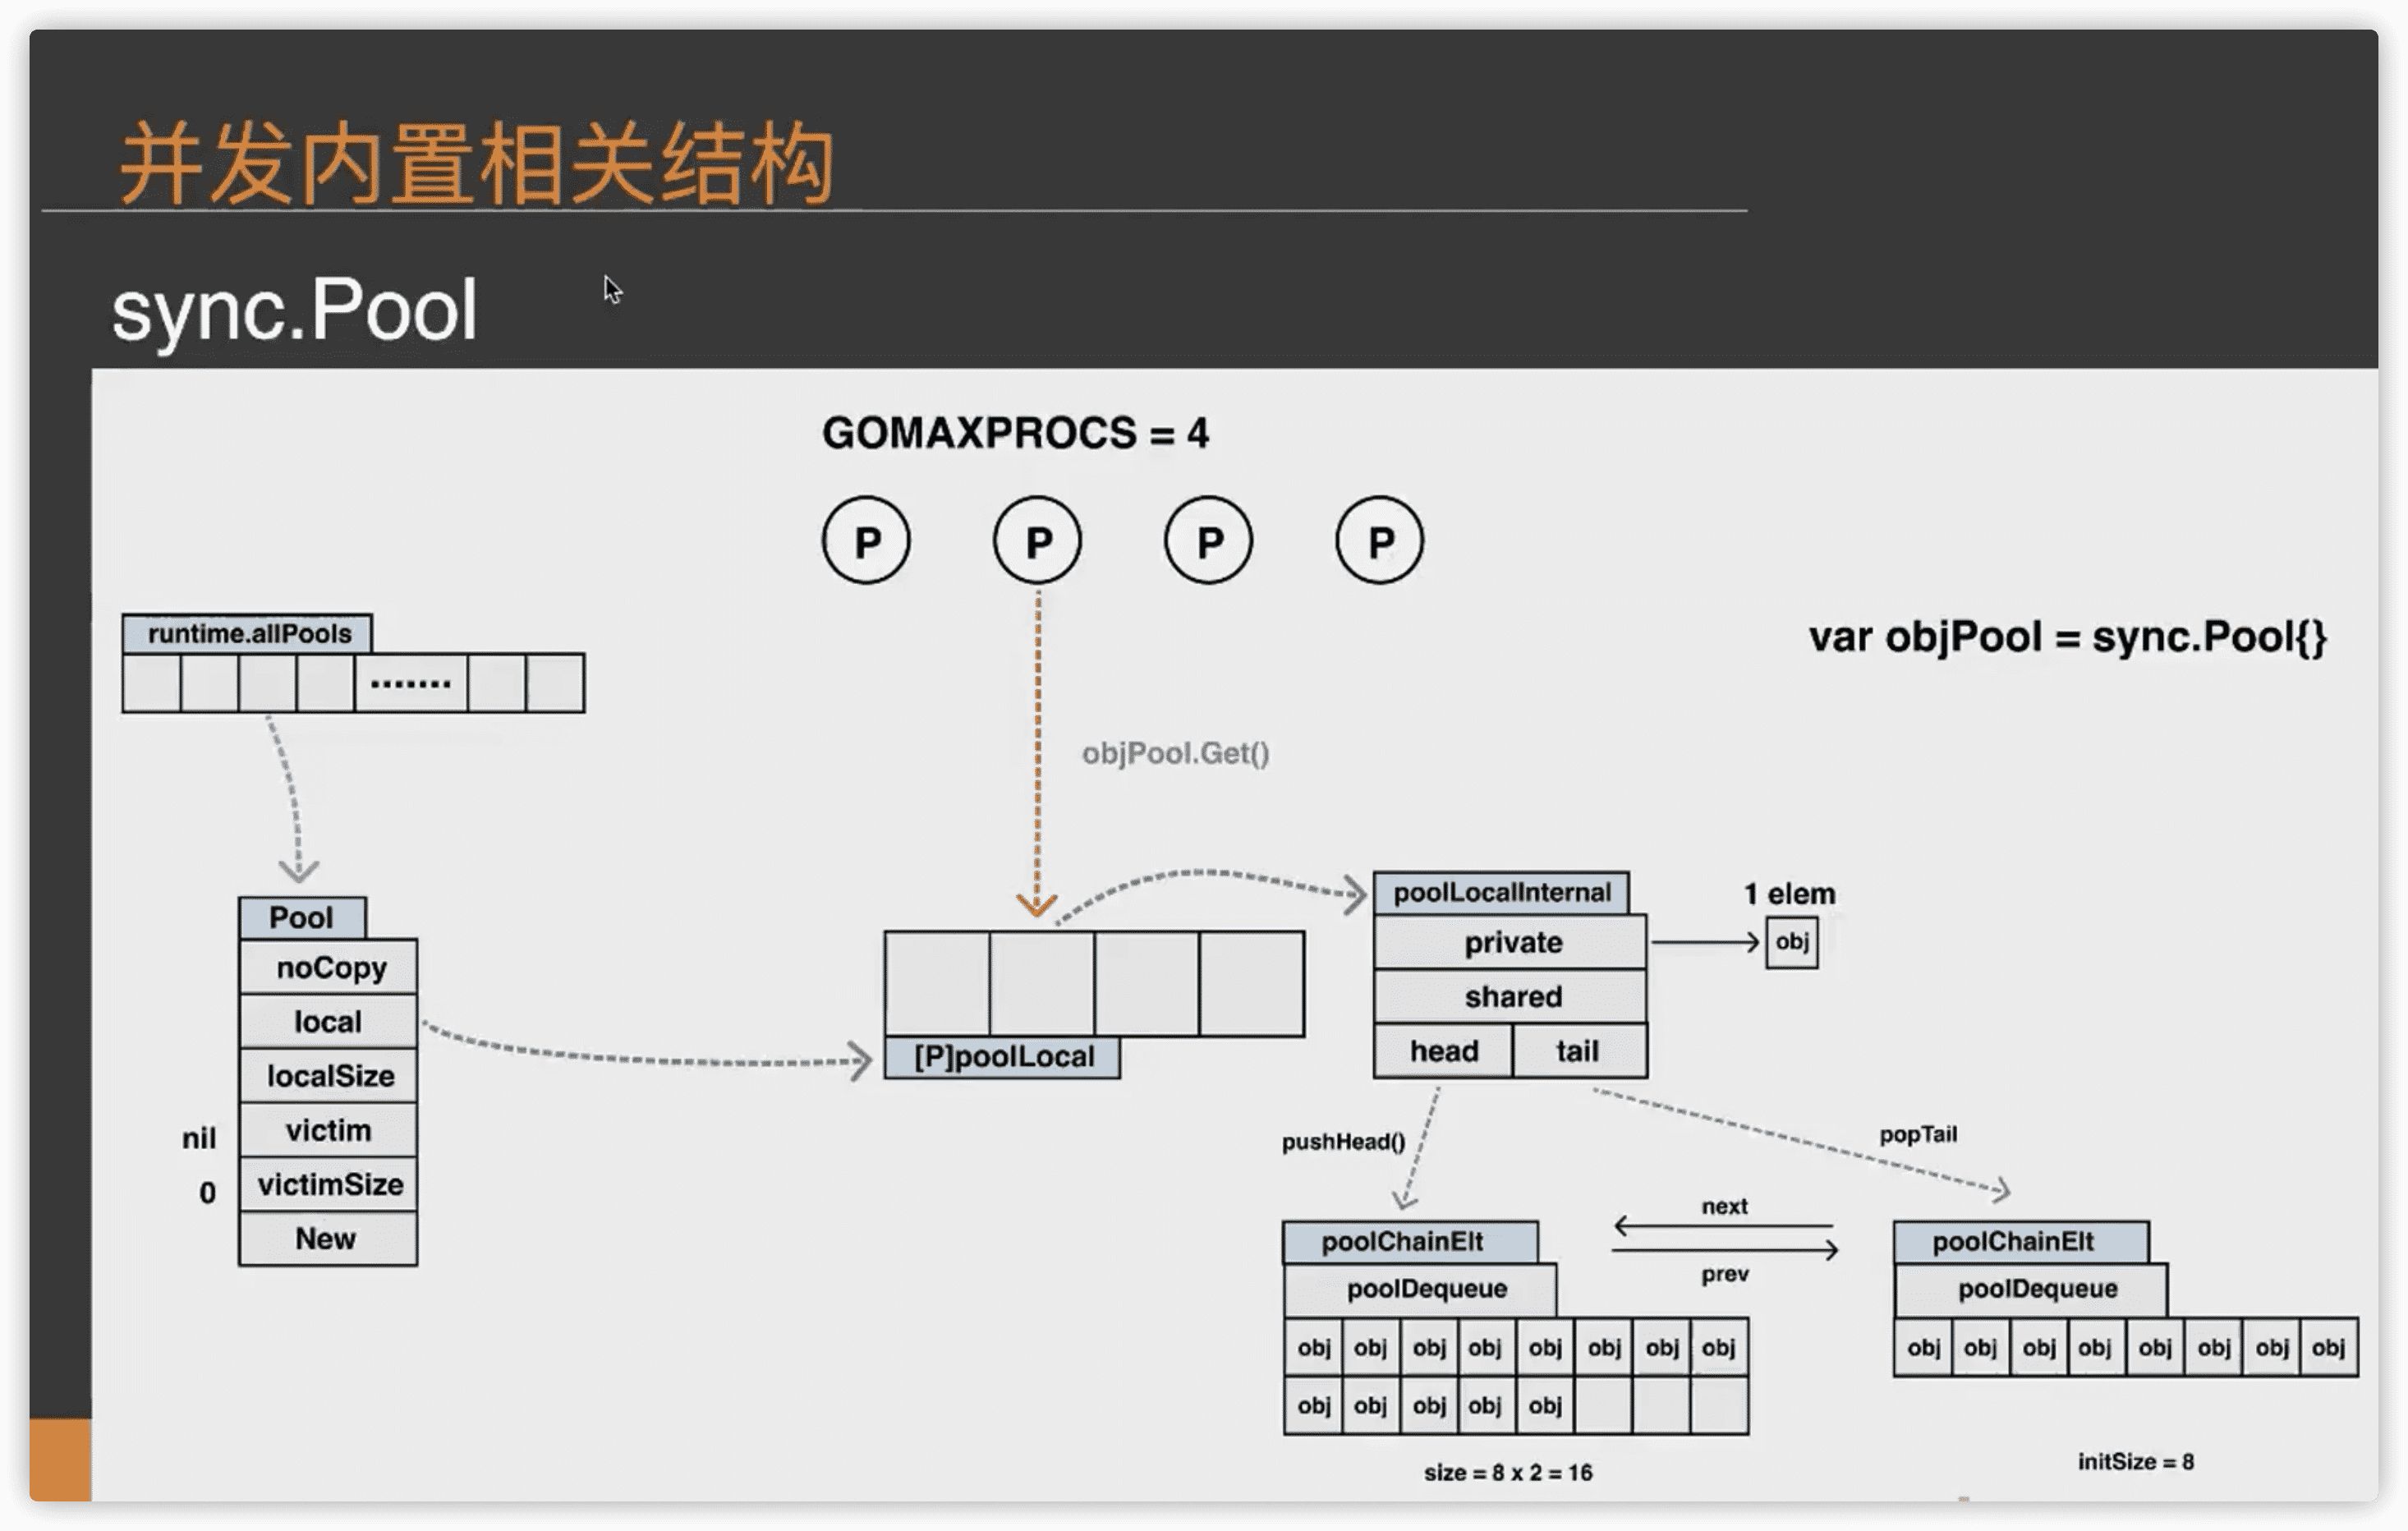 并发内置相关结构
sync.Pool
GOMAXPROCS = 4
P P P P
runtime.allPools
.......
var objPool = sync.Pool{}
objPool.Get()
Pool
noCopy
local
localSize
nil victim
0 victimSize
New
[P]poolLocal
poolLocalInternal
private
shared
head tail
1 elem
obj
pushHead()
popTail
next
prev
poolChainElt
poolDequeue
obj obj obj obj obj obj obj obj
obj obj obj obj obj
size = 8 x 2 = 16
poolChainElt
poolDequeue
obj obj obj obj obj obj obj obj
initSize = 8